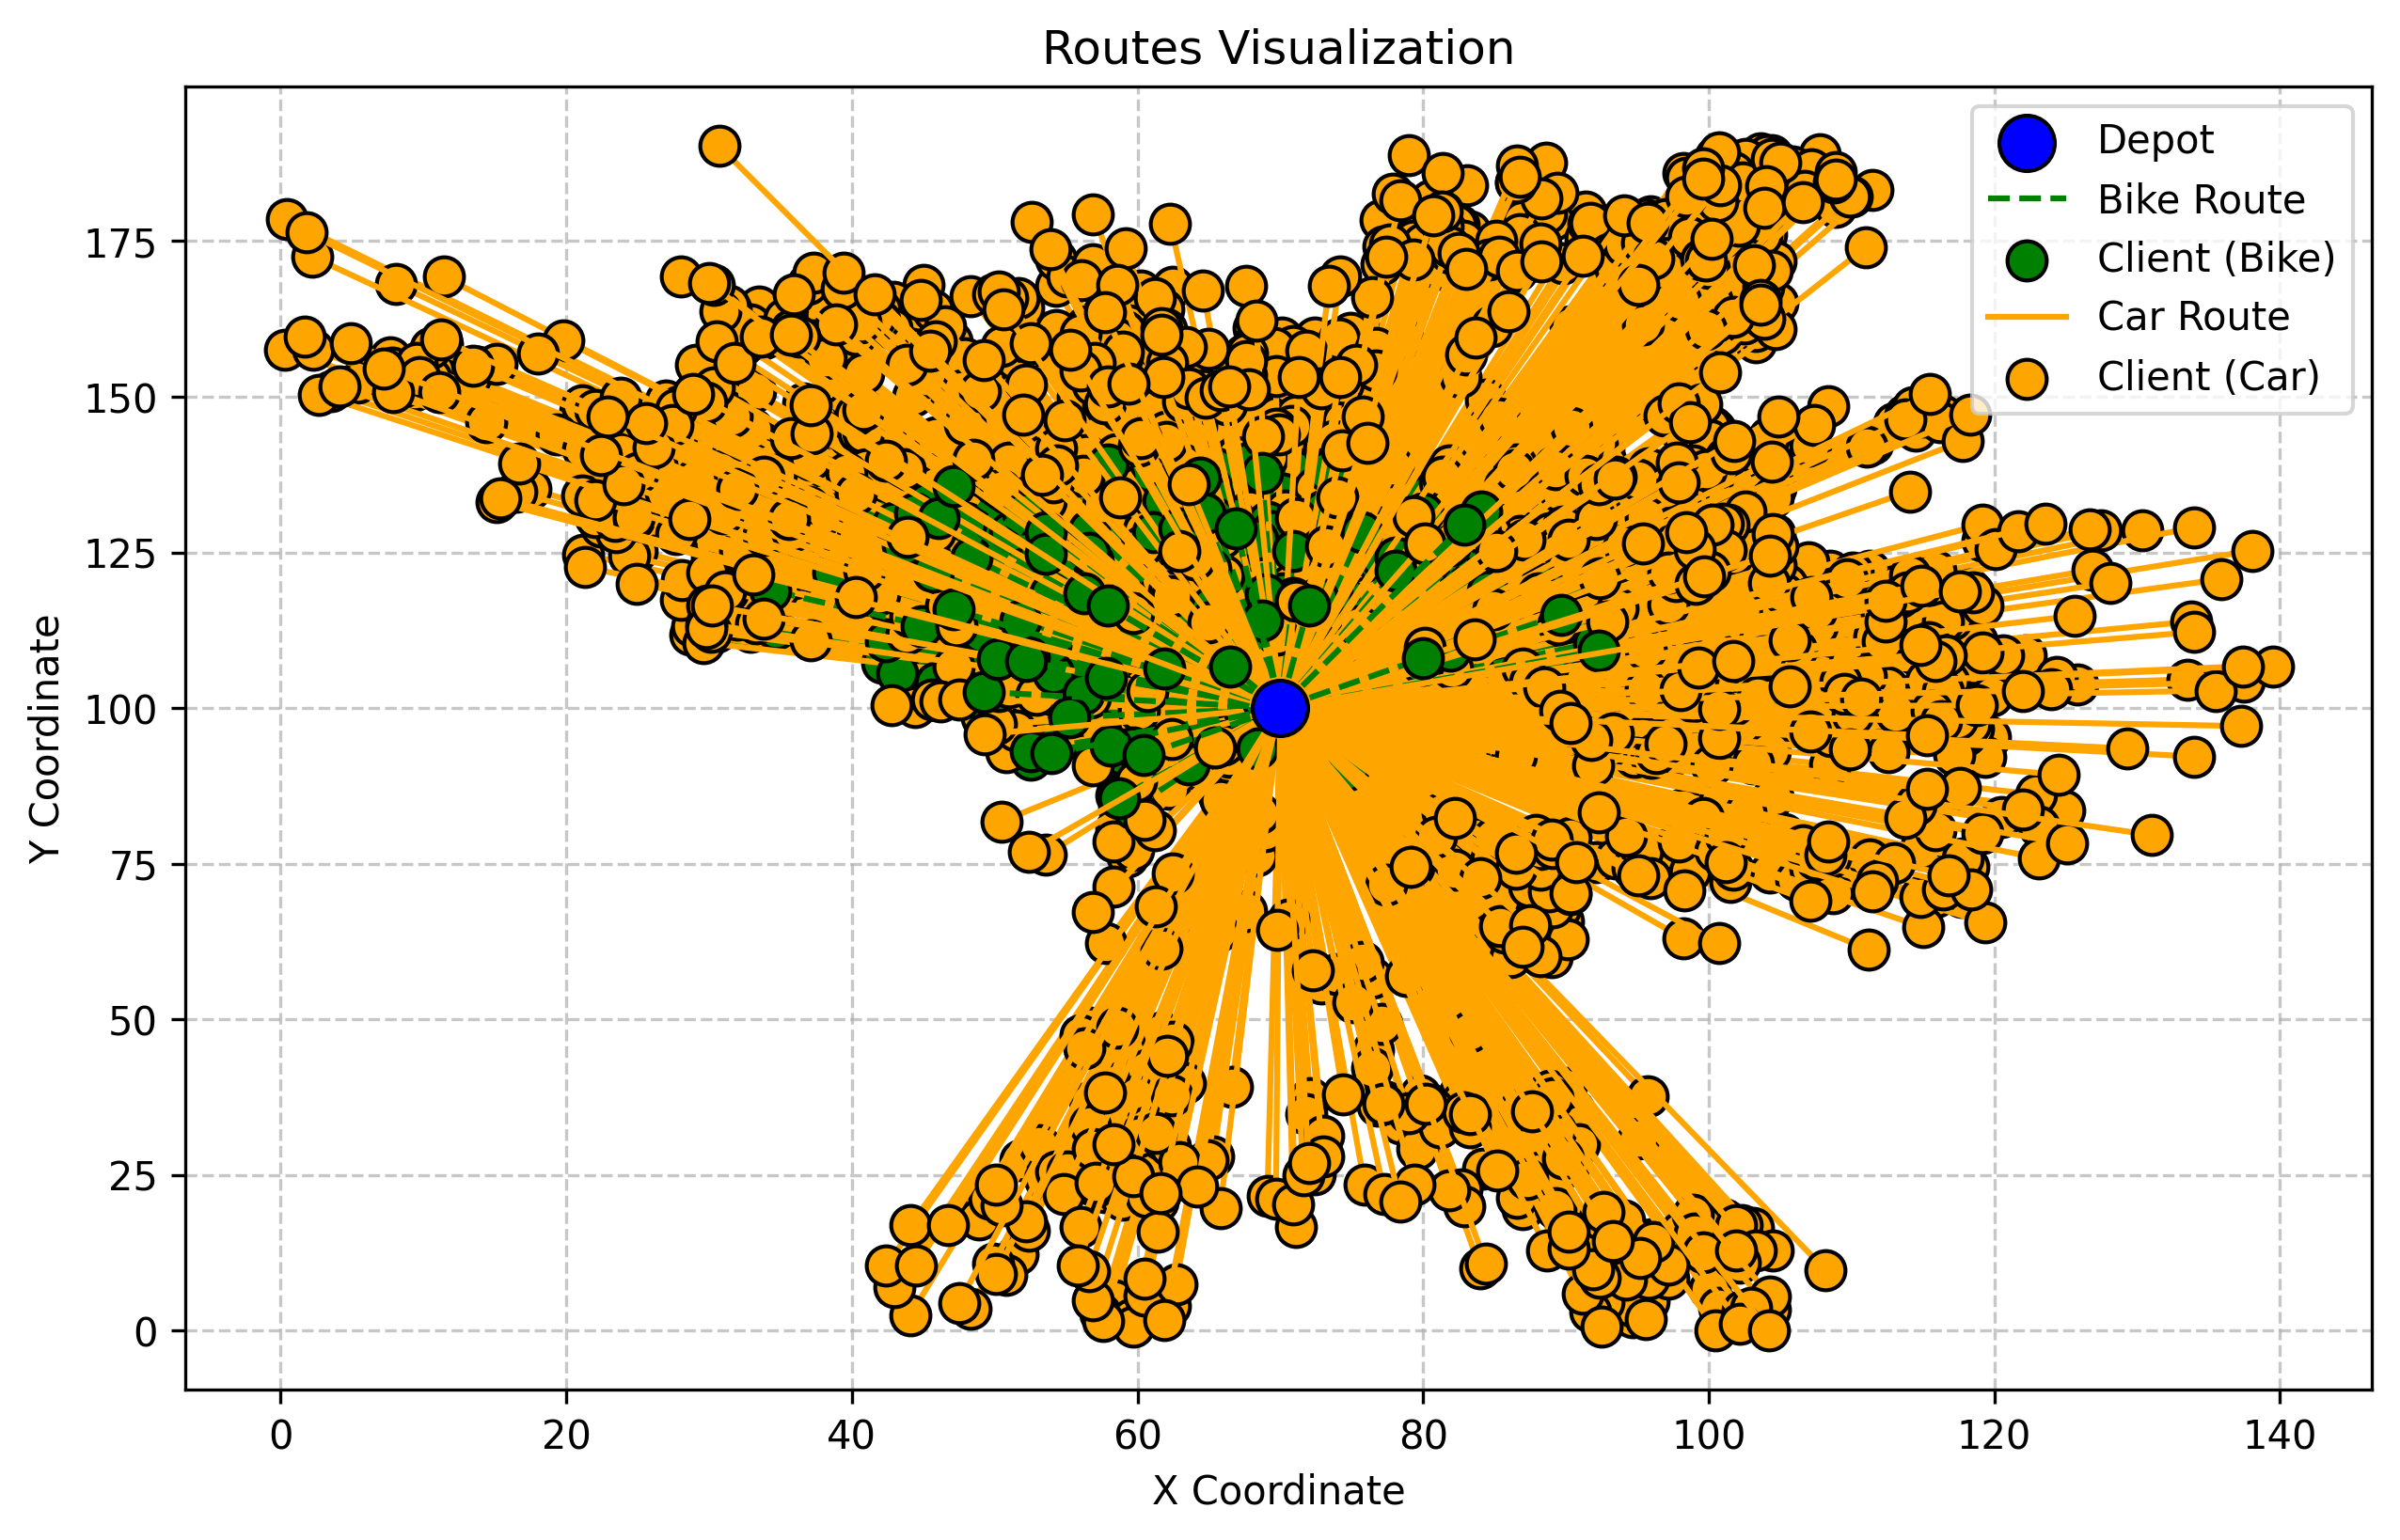 Routes Visualization
Depot
Bike Route
Client (Bike)
Car Route
Client (Car)
Y Coordinate
175
150
125
100
75
50
25
0
0 20 40 60 80 100 120 140
X Coordinate